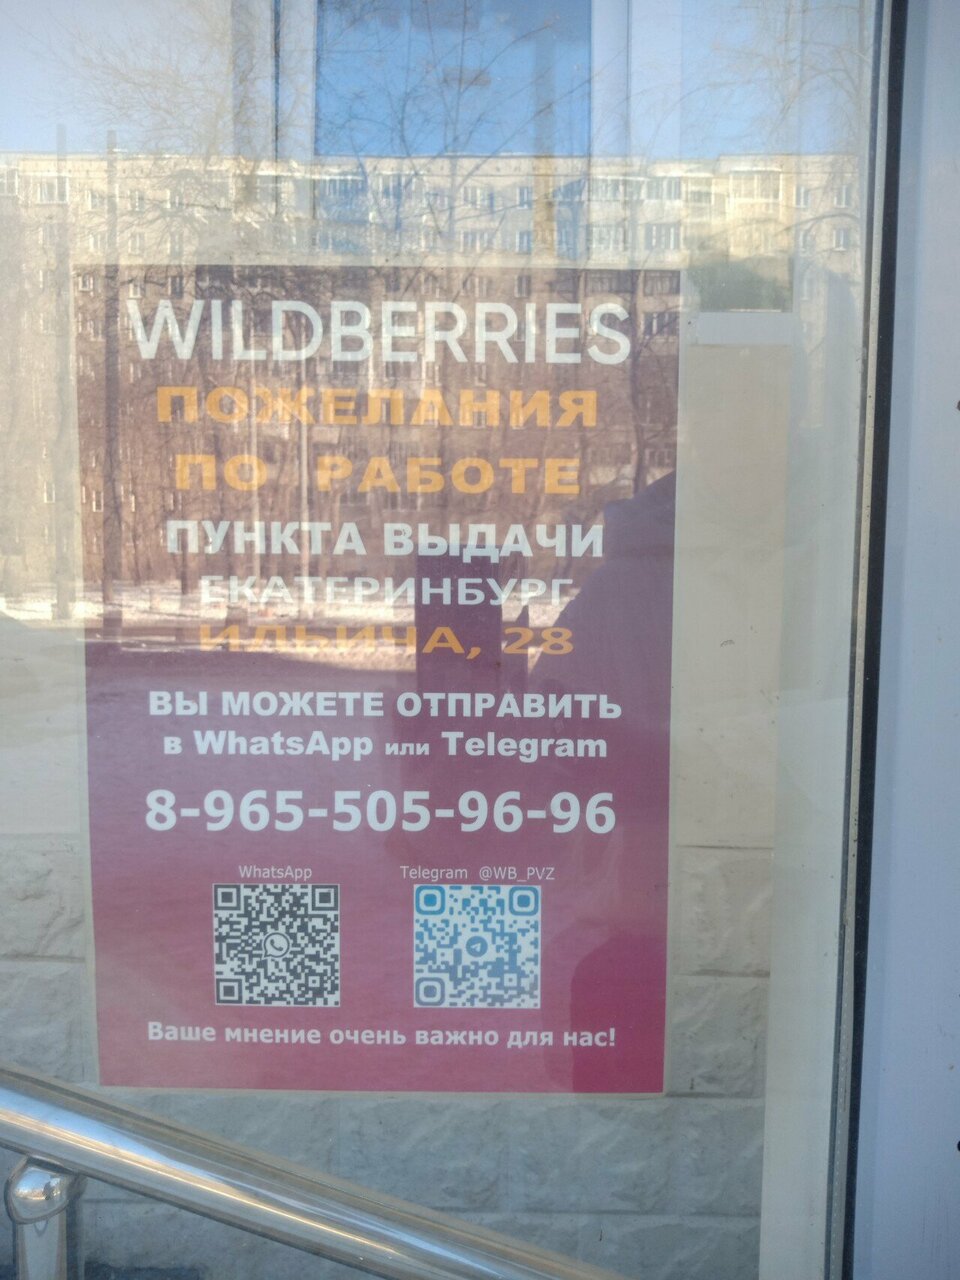 WILDBERRIES
ПОЖЕЛАНИЯ
ПО РАБОТЕ
ПУНКТА ВЫДАЧИ
ЕКАТЕРИНБУРГ
ИЛЬИЧА, 28
ВЫ МОЖЕТЕ ОТПРАВИТЬ
в WhatsApp или Telegram
8-965-505-96-96
WhatsApp Telegram @WB_PVZ
Ваше мнение очень важно для нас!